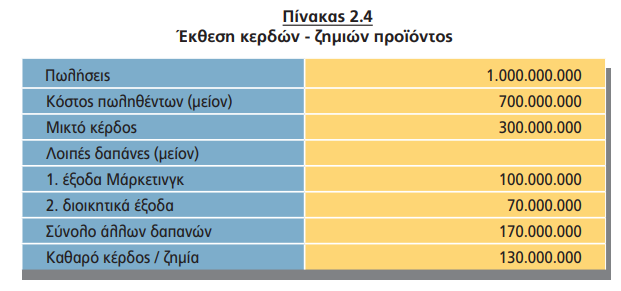 Πίνακας 2.4
Έκθεση κερδών - ζημιών προϊόντος
Πωλήσεις 1.000.000.000
Κόστος πωληθέντων (μείον) 700.000.000
Μικτό κέρδος 300.000.000
Λοιπές δαπάνες (μείον)
1. έξοδα Μάρκετινγκ 100.000.000
2. διοικητικά έξοδα 70.000.000
Σύνολο άλλων δαπανών 170.000.000
Καθαρό κέρδος / ζημία 130.000.000